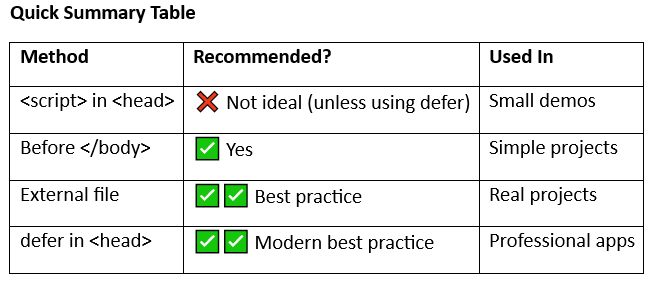 Quick Summary Table
Method Recommended? Used In
<script> in <head> ❌ Not ideal (unless using defer) Small demos
Before </body> ✅ Yes Simple projects
External file ✅ ✅ Best practice Real projects
defer in <head> ✅ ✅ Modern best practice Professional apps